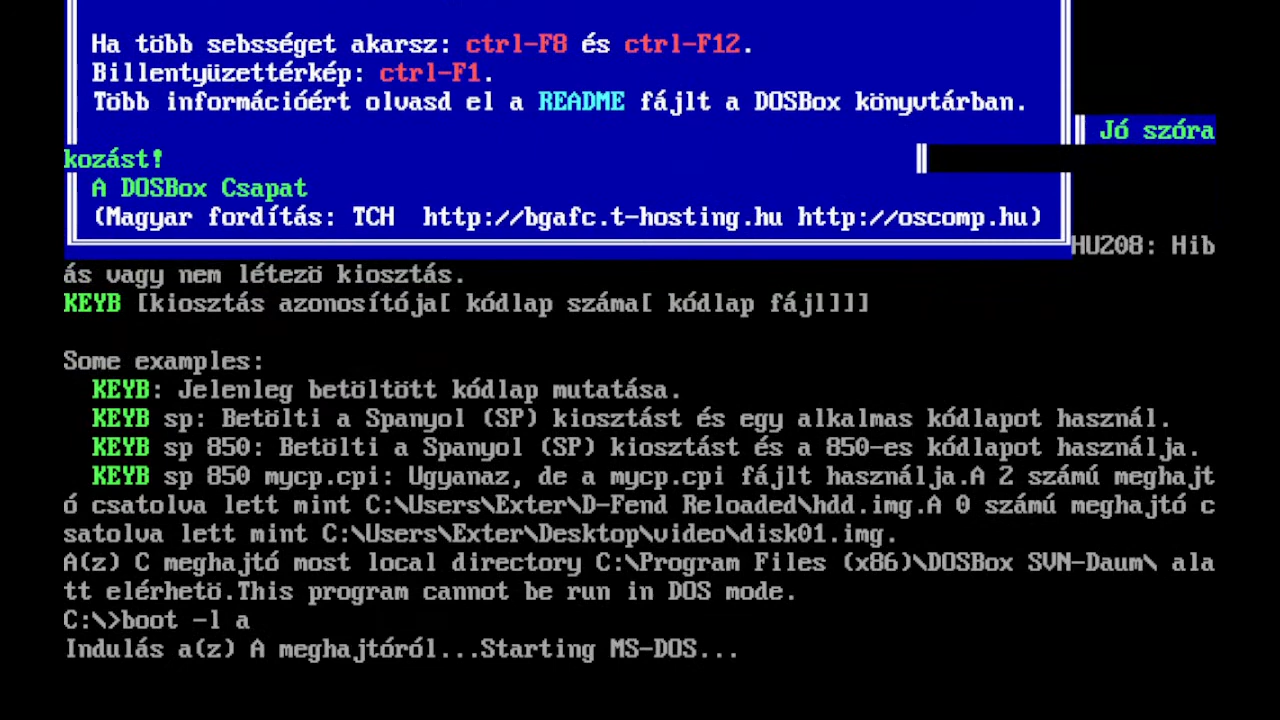 Ha több sebsséget akarsz: ctrl-F8 és ctrl-F12.
Billentyüzettérkép: ctrl-F1.
Több információért olvasd el a README fájlt a DOSBox könyvtárban.
Jó szóra
kozást!
A DOSBox Csapat
(Magyar fordítás: TCH  http://bgafc.t-hosting.hu http://oscomp.hu)
HU208: Hib
ás vagy nem létezö kiosztás.
KEYB [kiosztás azonosítója[ kódlap száma[ kódlap fájl]]]
Some examples:
KEYB: Jelenleg betöltött kódlap mutatása.
KEYB sp: Betölti a Spanyol (SP) kiosztást és egy alkalmas kódlapot használ.
KEYB sp 850: Betölti a Spanyol (SP) kiosztást és a 850-es kódlapot használja.
KEYB sp 850 mycp.cpi: Ugyanaz, de a mycp.cpi fájlt használja.A 2 számú meghajt
ó csatolva lett mint C:\Users\Exter\D-Fend Reloaded\hdd.img.A 0 számú meghajtó c
satolva lett mint C:\Users\Exter\Desktop\video\disk01.img.
A(z) C meghajtó most local directory C:\Program Files (x86)\DOSBox SVN-Daum\ ala
tt elérhetö.This program cannot be run in DOS mode.
C:\>boot -l a
Indulás a(z) A meghajtóról...Starting MS-DOS...